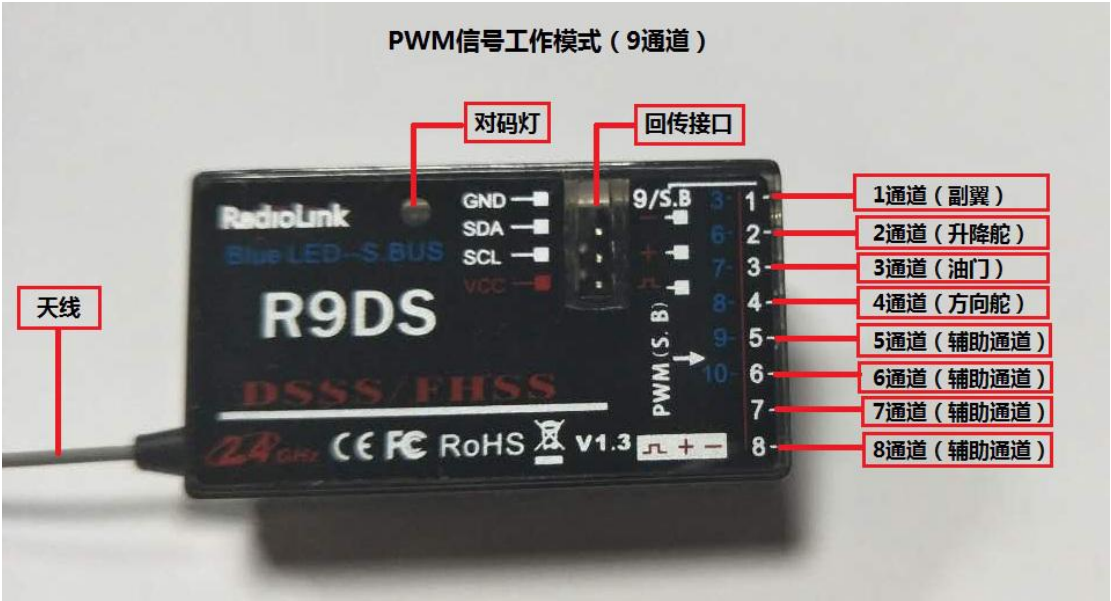 PWM信号工作模式（9通道）
对码灯
回传接口
天线
RadioLink
Blue LED--S.BUS
R9DS
DSSS/FHSS
2.4 GHz CE FC RoHS V1.3
GND
SDA
SCL
VCC
9/S.B
−
+
PWM(S. B)
+ −
3- 1-
6- 2-
7- 3-
8- 4-
9- 5-
10- 6-
7-
8-
1通道（副翼）
2通道（升降舵）
3通道（油门）
4通道（方向舵）
5通道（辅助通道）
6通道（辅助通道）
7通道（辅助通道）
8通道（辅助通道）